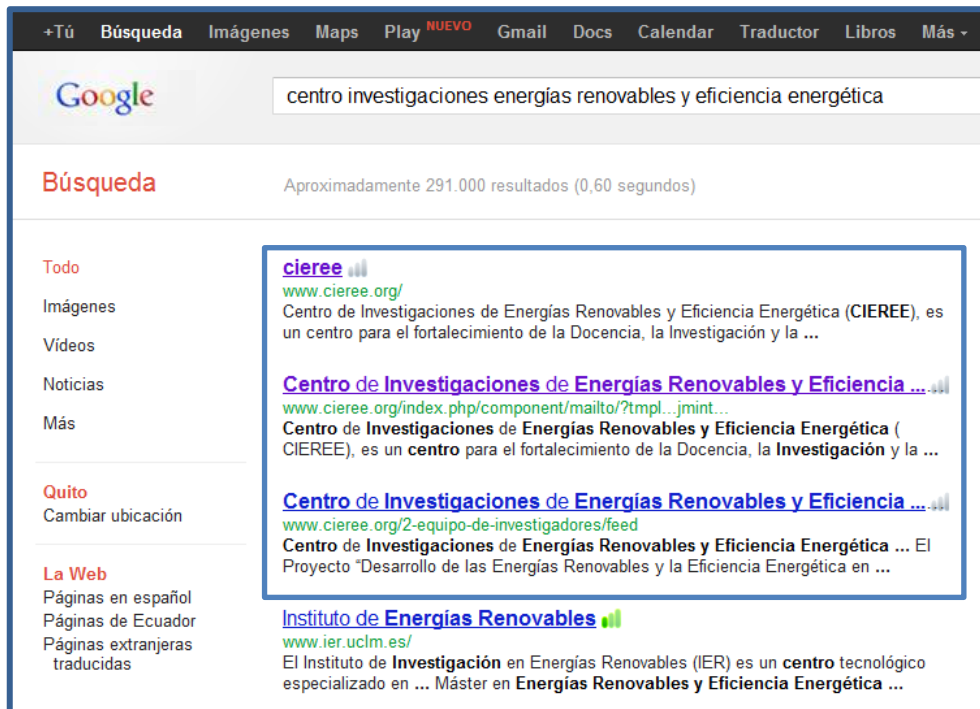 +Tú Búsqueda Imágenes Maps Play NUEVO Gmail Docs Calendar Traductor Libros Más
Google
centro investigaciones energías renovables y eficiencia energética
Búsqueda
Aproximadamente 291.000 resultados (0,60 segundos)
Todo
Imágenes
Vídeos
Noticias
Más
Quito
Cambiar ubicación
La Web
Páginas en español
Páginas de Ecuador
Páginas extranjeras
traducidas
cieree
www.cieree.org/
Centro de Investigaciones de Energías Renovables y Eficiencia Energética (CIEREE), es
un centro para el fortalecimiento de la Docencia, la Investigación y la ...
Centro de Investigaciones de Energías Renovables y Eficiencia ...
www.cieree.org/index.php/component/mailto/?tmpl...jmint...
Centro de Investigaciones de Energías Renovables y Eficiencia Energética (
CIEREE), es un centro para el fortalecimiento de la Docencia, la Investigación y la ...
Centro de Investigaciones de Energías Renovables y Eficiencia ...
www.cieree.org/2-equipo-de-investigadores/feed
Centro de Investigaciones de Energías Renovables y Eficiencia Energética ... El
Proyecto “Desarrollo de las Energías Renovables y la Eficiencia Energética en ...
Instituto de Energías Renovables
www.ier.uclm.es/
El Instituto de Investigación en Energías Renovables (IER) es un centro tecnológico
especializado en ... Máster en Energías Renovables y Eficiencia Energética ...